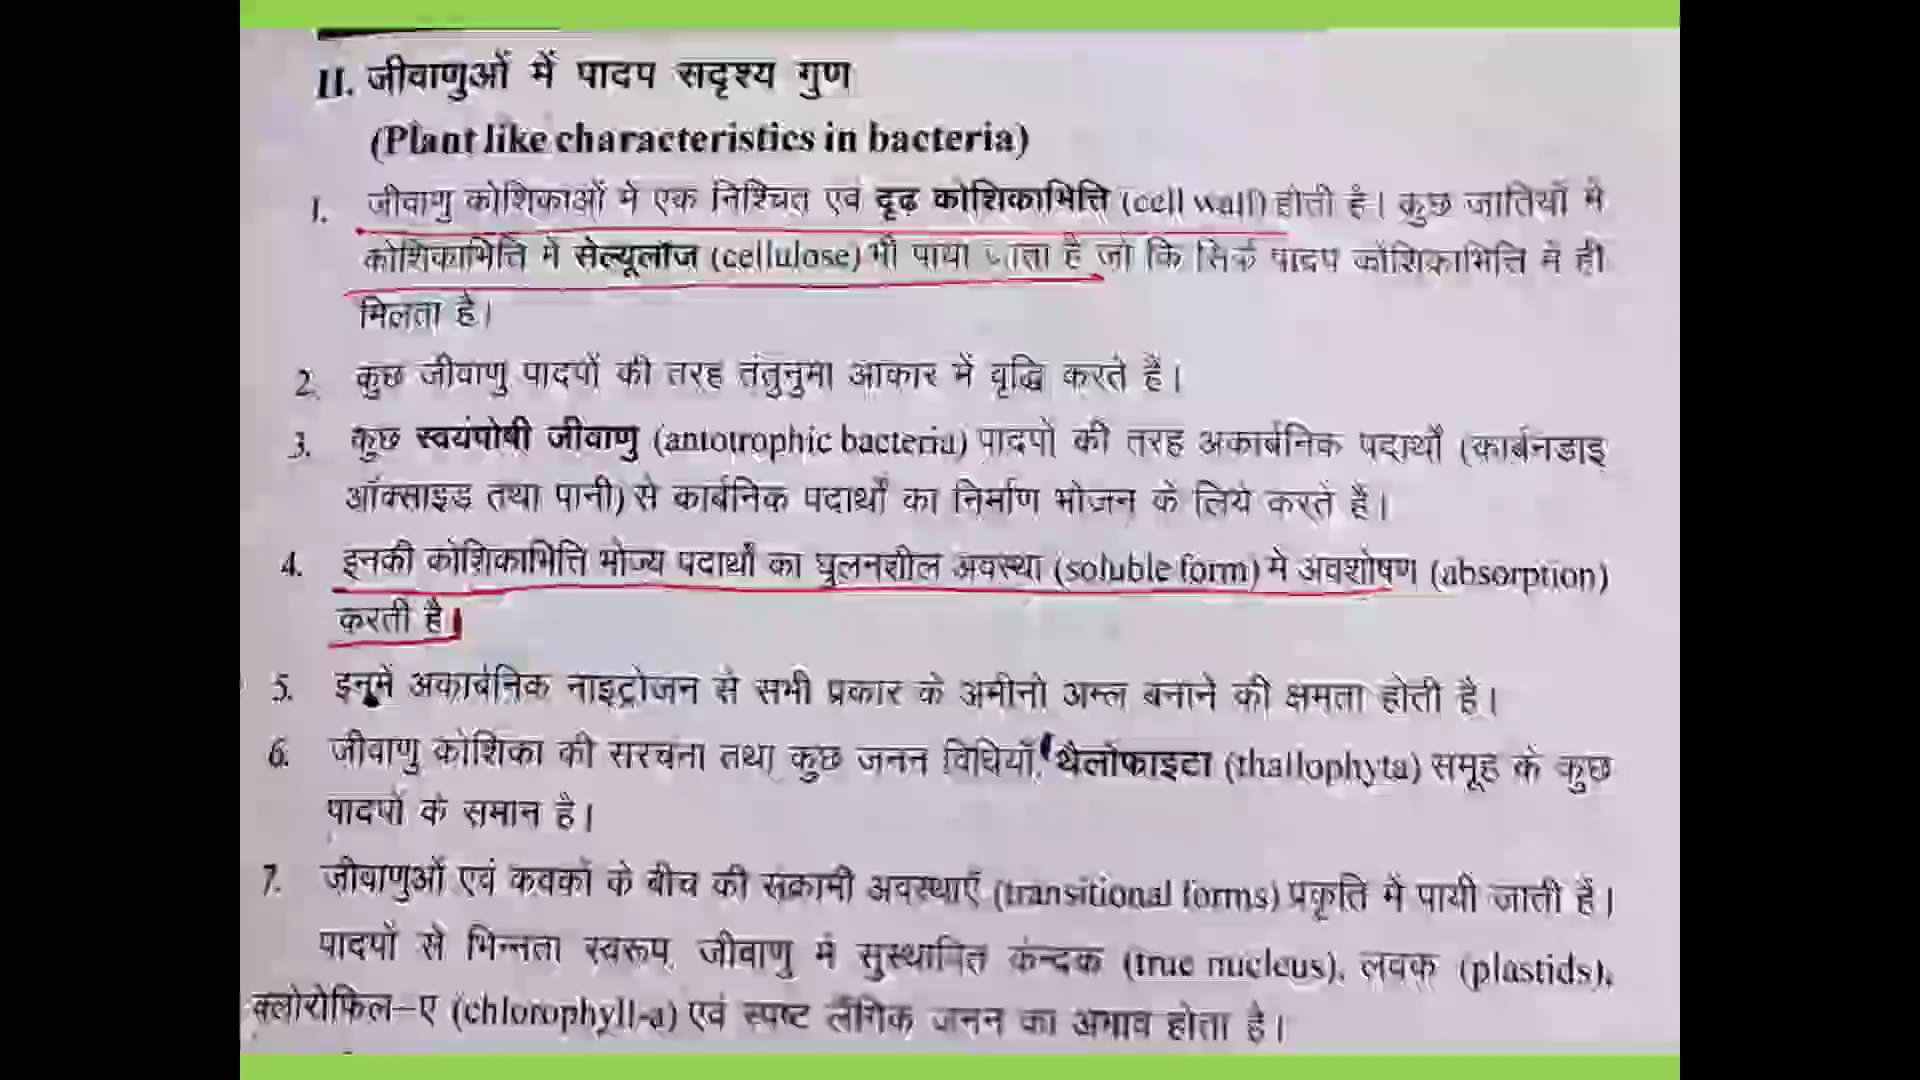 II. जीवाणुओं में पादप सदृश्य गुण
(Plant like characteristics in bacteria)
1. जीवाणु कोशिकाओं में एक निश्चित एवं दृढ़ कोशिकाभित्ति (cell wall) होती है। कुछ जातियों में
कोशिकाभित्ति में सेल्यूलॉज (cellulose) भी पाया जाता है जो कि सिर्फ पादप कोशिकाभित्ति में ही
मिलता है।
2. कुछ जीवाणु पादपों की तरह तंतुनुमा आकार में वृद्धि करते हैं।
3. कुछ स्वयंपोषी जीवाणु (antotrophic bacteria) पादपों की तरह अकार्बनिक पदार्थों (कार्बनडाइ
ऑक्साइड तथा पानी) से कार्बनिक पदार्थों का निर्माण भोजन के लिये करते हैं।
4. इनकी कोशिकाभित्ति भोज्य पदार्थों का घुलनशील अवस्था (soluble form) में अवशोषण (absorption)
करती है।
5. इनमें अकार्बनिक नाइट्रोजन से सभी प्रकार के अमीनो अम्ल बनाने की क्षमता होती है।
6. जीवाणु कोशिका की संरचना तथा कुछ जनन विधियाँ थैलोफाइटा (thallophyta) समूह के कुछ
पादपों के समान है।
7. जीवाणुओं एवं कवकों के बीच की संक्रामी अवस्थाएँ (transitional forms) प्रकृति में पायी जाती हैं।
पादपों से भिन्नता स्वरूप जीवाणु में सुस्थापित केन्दक (true nucleus), लवक (plastids),
क्लोरोफिल-ए (chlorophyll-a) एवं स्पष्ट लैंगिक जनन का अभाव होता है।